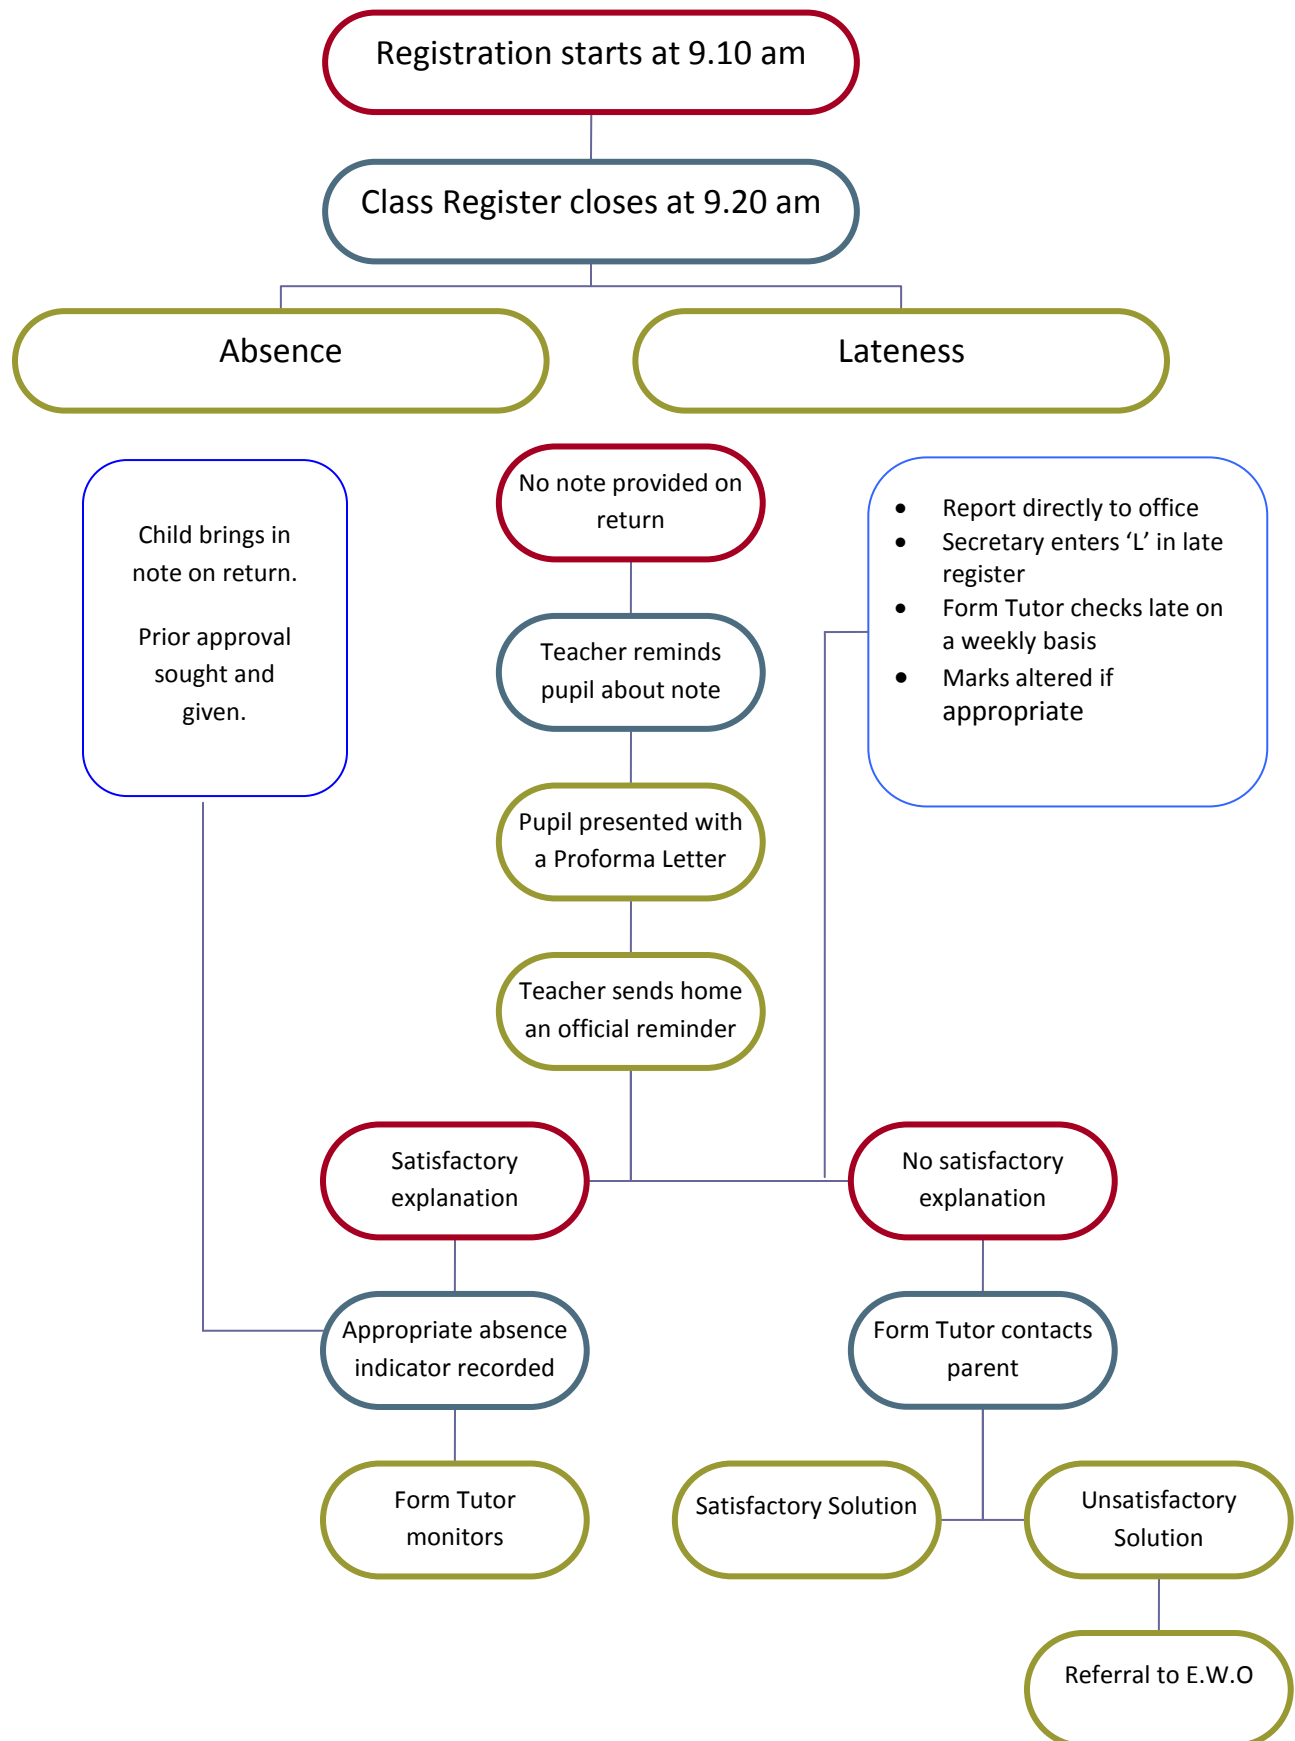 Registration starts at 9.10 am
Class Register closes at 9.20 am
Absence
Lateness
Child brings in
note on return.
Prior approval
sought and
given.
No note provided on
return
Teacher reminds
pupil about note
Pupil presented with
a Proforma Letter
Teacher sends home
an official reminder
• Report directly to office
• Secretary enters ‘L’ in late
register
• Form Tutor checks late on
a weekly basis
• Marks altered if
appropriate
Satisfactory
explanation
No satisfactory
explanation
Appropriate absence
indicator recorded
Form Tutor contacts
parent
Form Tutor
monitors
Satisfactory Solution
Unsatisfactory
Solution
Referral to E.W.O